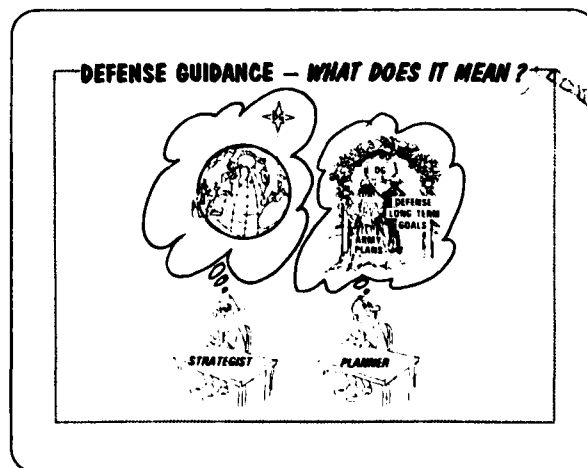 DEFENSE GUIDANCE – WHAT DOES IT MEAN?
DG
DEFENSE
LONG TERM
GOALS
ARMY
PLANS
STRATEGIST
PLANNER